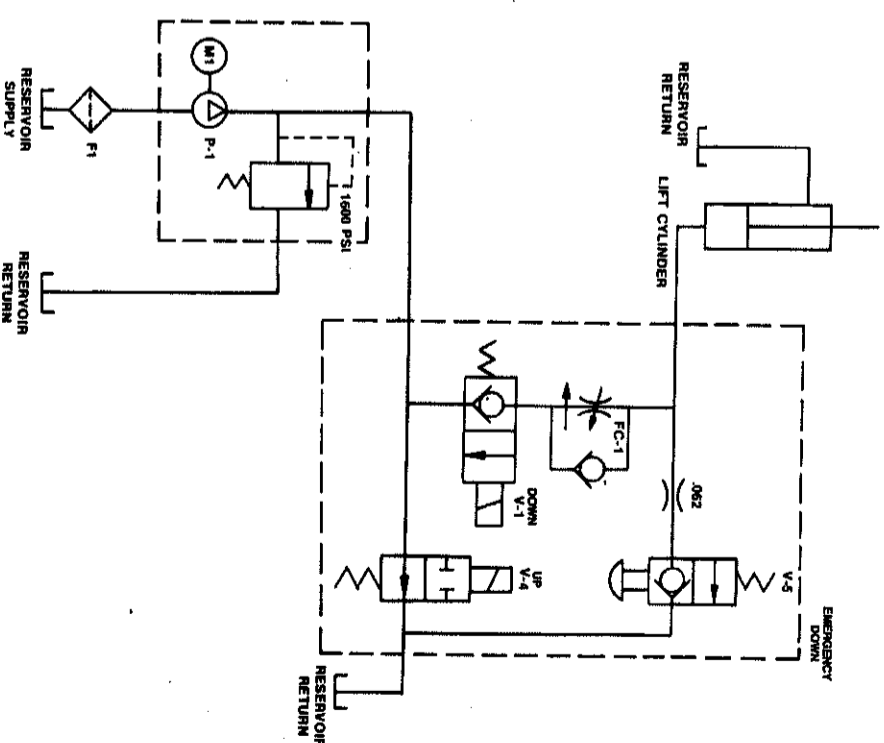 RESERVOIR
RETURN
LIFT CYLINDER
M1
P-1
F1
RESERVOIR
SUPPLY
1600 PSI
RESERVOIR
RETURN
FC-1
.062
DOWN
V-1
UP
V-4
V-5
EMERGENCY
DOWN
RESERVOIR
RETURN